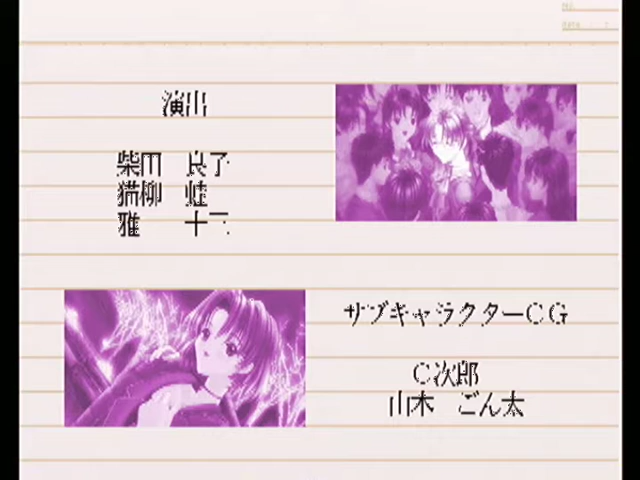 演出
柴田 良子
猫柳 蛙
雅 十三
サブキャラクターCG
C次郎
山木 ごん太